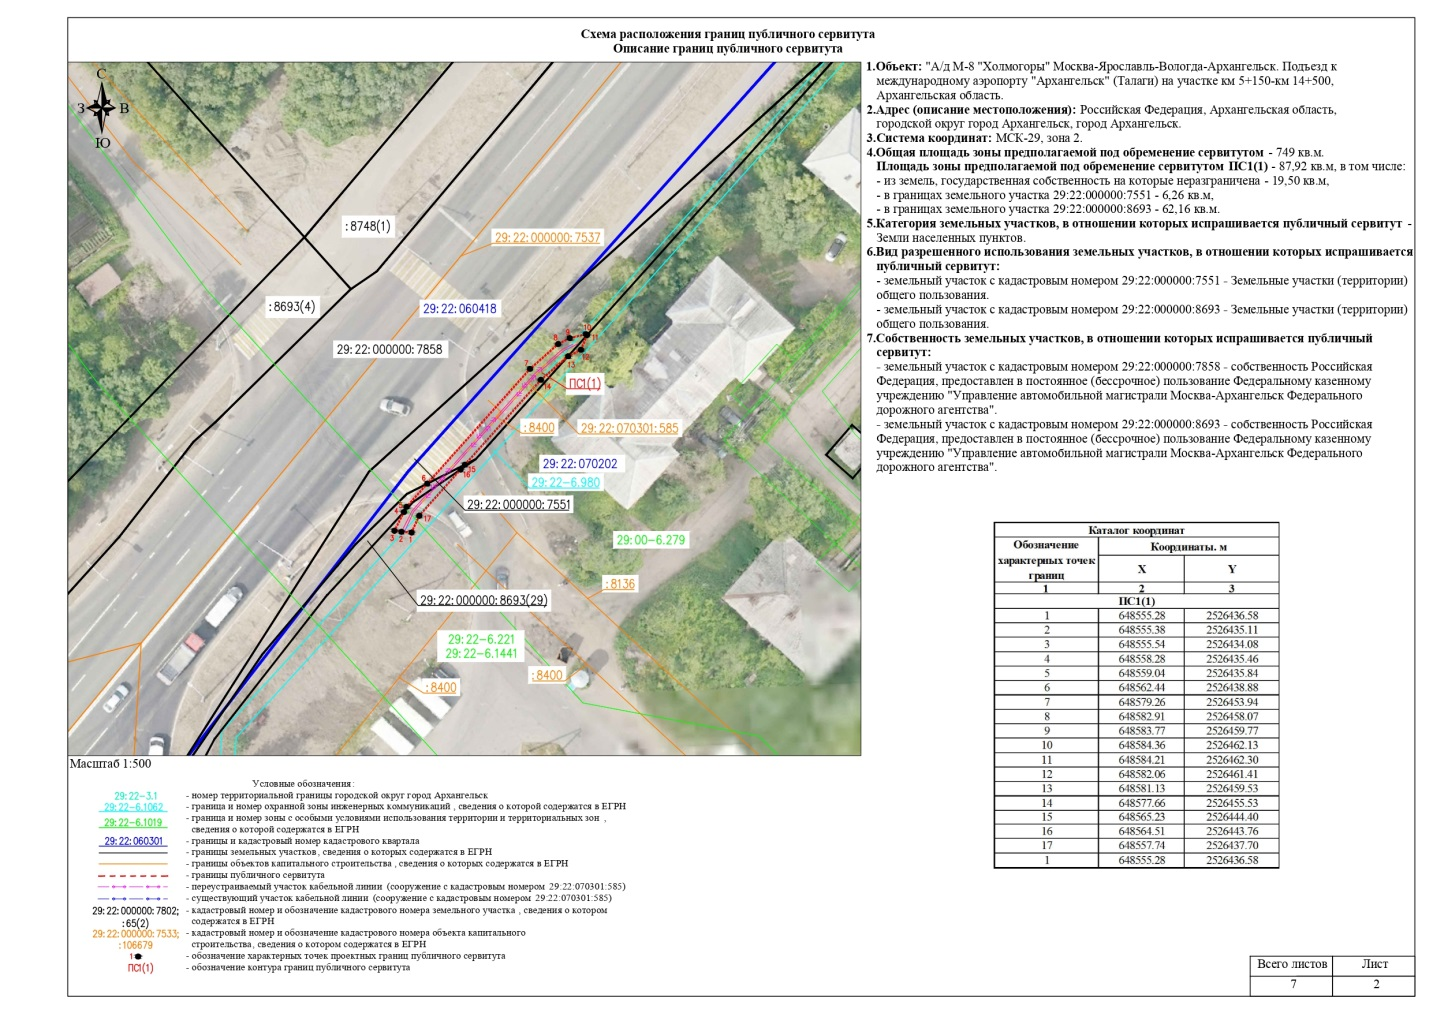 Схема расположения границ публичного сервитута
Описание границ публичного сервитута
С
З
В
Ю
:8748(1)
29:22:000000:7537
:8693(4)
29:22:060418
29:22:000000:7858
10
9
11
8
12
13
7
14
ПС1(1)
:8400
29:22:070301:585
29:22:070202
15
16
29:22-6.980
6
29:22:000000:7551
5
4
17
3
2
1
29:00-6.279
:8136
29:22:000000:8693(29)
29:22-6.221
29:22-6.1441
:8400
:8400
1.Объект: "А/д М-8 "Холмогоры" Москва-Ярославль-Вологда-Архангельск. Подъезд к
международному аэропорту "Архангельск" (Талаги) на участке км 5+150-км 14+500,
Архангельская область.
2.Адрес (описание местоположения): Российская Федерация, Архангельская область,
городской округ город Архангельск, город Архангельск.
3.Система координат: МСК-29, зона 2.
4.Общая площадь зоны предполагаемой под обременение сервитутом - 749 кв.м.
Площадь зоны предполагаемой под обременение сервитутом ПС1(1) - 87,92 кв.м, в том числе:
- из земель, государственная собственность на которые неразграничена - 19,50 кв.м,
- в границах земельного участка 29:22:000000:7551 - 6,26 кв.м,
- в границах земельного участка 29:22:000000:8693 - 62,16 кв.м.
5.Категория земельных участков, в отношении которых испрашивается публичный сервитут -
Земли населенных пунктов.
6.Вид разрешенного использования земельных участков, в отношении которых испрашивается
публичный сервитут:
- земельный участок с кадастровым номером 29:22:000000:7551 - Земельные участки (территории)
общего пользования.
- земельный участок с кадастровым номером 29:22:000000:8693 - Земельные участки (территории)
общего пользования.
7.Собственность земельных участков, в отношении которых испрашивается публичный
сервитут:
- земельный участок с кадастровым номером 29:22:000000:7858 - собственность Российская
Федерация, предоставлен в постоянное (бессрочное) пользование Федеральному казенному
учреждению "Управление автомобильной магистрали Москва-Архангельск Федерального
дорожного агентства".
- земельный участок с кадастровым номером 29:22:000000:8693 - собственность Российская
Федерация, предоставлен в постоянное (бессрочное) пользование Федеральному казенному
учреждению "Управление автомобильной магистрали Москва-Архангельск Федерального
дорожного агентства".
Каталог координат
Обозначение характерных точек границ Координаты. м
X Y
1 2 3
ПС1(1)
1 648555.28 2526436.58
2 648555.38 2526435.11
3 648555.54 2526434.08
4 648558.28 2526435.46
5 648559.04 2526435.84
6 648562.44 2526438.88
7 648579.26 2526453.94
8 648582.91 2526458.07
9 648583.77 2526459.77
10 648584.36 2526462.13
11 648584.21 2526462.30
12 648582.06 2526461.41
13 648581.13 2526459.53
14 648577.66 2526455.53
15 648565.23 2526444.40
16 648564.51 2526443.76
17 648557.74 2526437.70
1 648555.28 2526436.58
Масштаб 1:500
Условные обозначения:
29:22-3.1 - номер территориальной границы городской округ город Архангельск
29:22-6.1062 - граница и номер охранной зоны инженерных коммуникаций , сведения о которой содержатся в ЕГРН
29:22-6.1019 - граница и номер зоны с особыми условиями использования территории и территориальных зон ,
сведения о которой содержатся в ЕГРН
29:22:060301 - границы и кадастровый номер кадастрового квартала
- границы земельных участков, сведения о которых содержатся в ЕГРН
- границы объектов капитального строительства , сведения о которых содержатся в ЕГРН
- границы публичного сервитута
- переустраиваемый участок кабельной линии (сооружение с кадастровым номером 29:22:070301:585)
- существующий участок кабельной линии (сооружение с кадастровым номером 29:22:070301:585)
29:22:000000:7802; - кадастровый номер и обозначение кадастрового номера земельного участка , сведения о котором
:65(2) содержатся в ЕГРН
29:22:000000:7533; - кадастровый номер и обозначение кадастрового номера объекта капитального
:106679 строительства, сведения о котором содержатся в ЕГРН
1 - обозначение характерных точек проектных границ публичного сервитута
ПС1(1) - обозначение контура границ публичного сервитута
Всего листов Лист
7 2